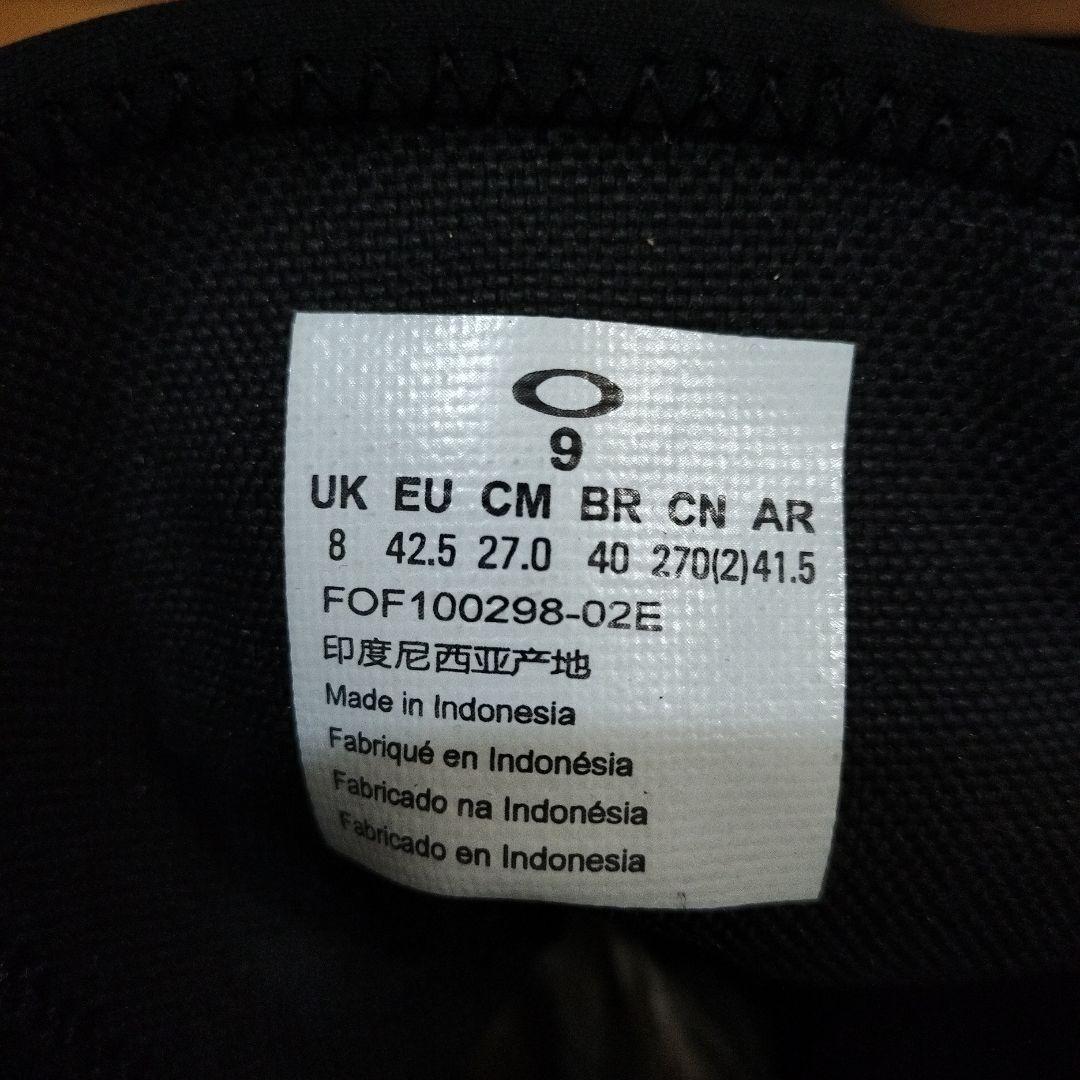 9
UK EU CM BR CN AR
8 42.5 27.0 40 270(2) 41.5
FOF100298-02E
印度尼西亚产地
Made in Indonesia
Fabriqué en Indonésia
Fabricado na Indonésia
Fabricado en Indonesia